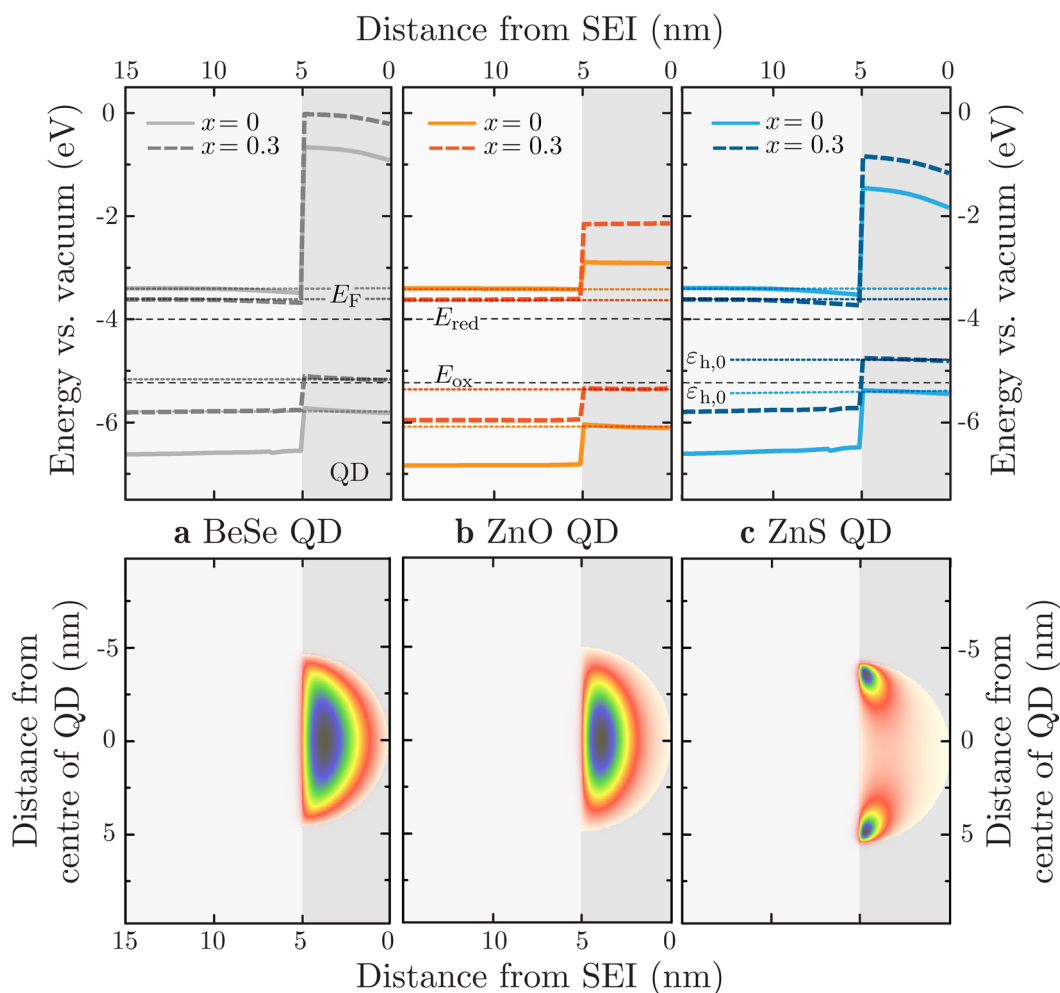 Distance from SEI (nm)
15 10 5 0 10 5 0 10 5 0
Energy vs. vacuum (eV)
0
-2
-4
-6
x = 0
x = 0.3
E_F
QD
x = 0
x = 0.3
E_red
E_ox
x = 0
x = 0.3
ε_h,0
ε_h,0
0
-2
-4
-6
Energy vs. vacuum (eV)
a BeSe QD
b ZnO QD
c ZnS QD
Distance from
centre of QD (nm)
-5
0
5
-5
0
5
Distance from
centre of QD (nm)
15 10 5 0 10 5 0
Distance from SEI (nm)